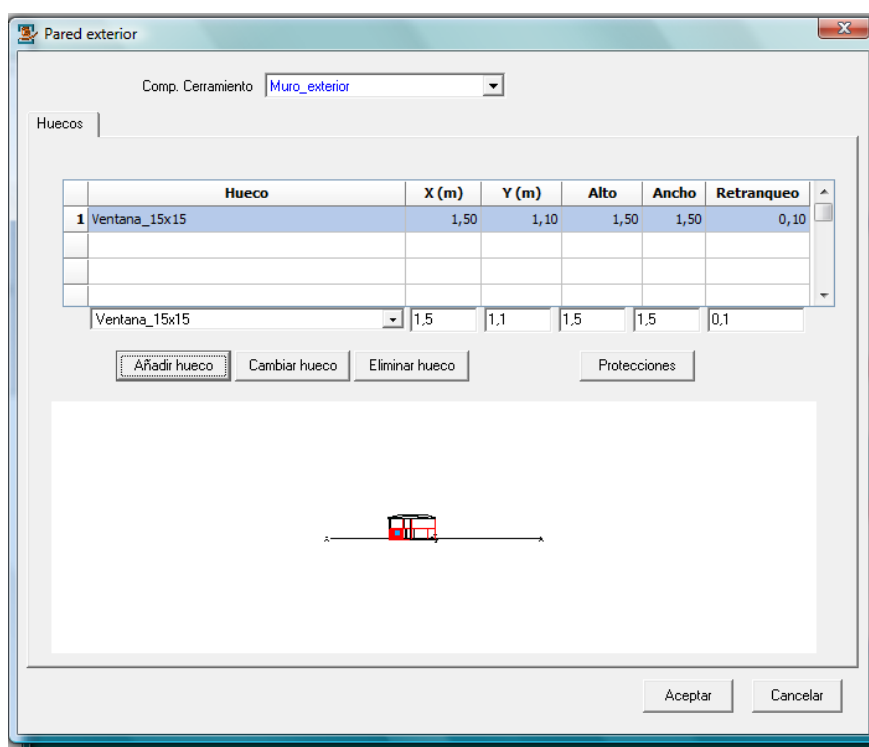 Pared exterior
Comp. Cerramiento Muro_exterior
Huecos
Hueco X (m) Y (m) Alto Ancho Retranqueo
1 Ventana_15x15 1,50 1,10 1,50 1,50 0,10
Ventana_15x15 1,5 1,1 1,5 1,5 0,1
Añadir hueco Cambiar hueco Eliminar hueco Protecciones
Aceptar Cancelar